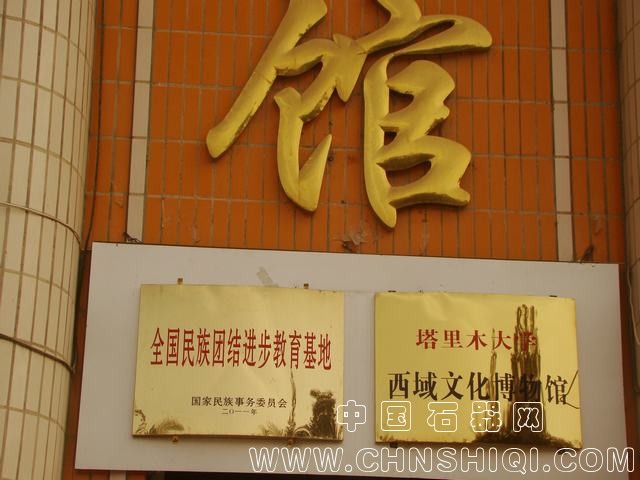 馆
全国民族团结进步教育基地
国家民族事务委员会
二〇一一年
塔里木大学
西域文化博物馆
中国石器网
WWW.CHNSHIQI.COM